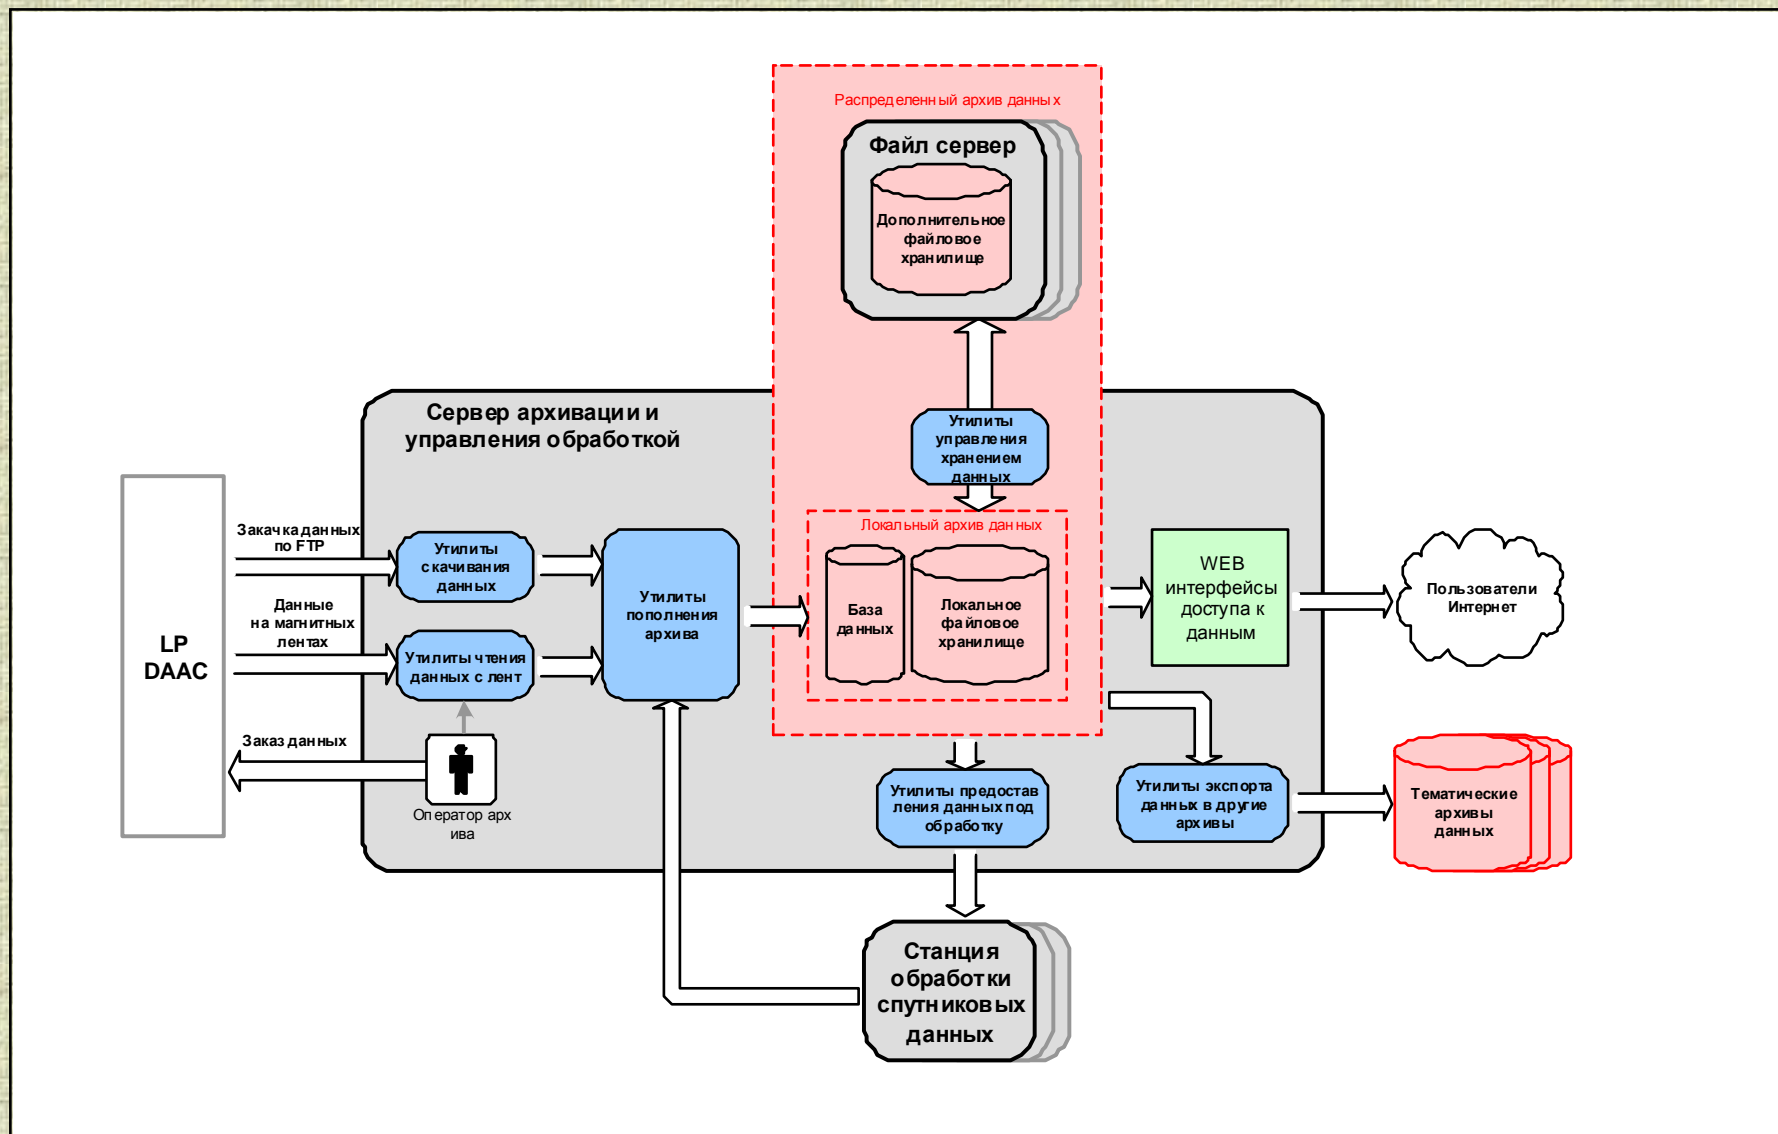 Распределенный архив данных
Файл сервер
Дополнительное
файловое
хранилище
Сервер архивации и
управления обработкой
Утилиты
управления
хранением
данных
Локальный архив данных
База
данных
Локальное
файловое
хранилище
Закачка данных
по FTP
Утилиты
скачивания
данных
Данные
на магнитных
лентах
Утилиты чтения
данных с лент
Утилиты
пополнения
архива
LP
DAAC
Заказ данных
Оператор арх
ива
WEB
интерфейсы
доступа к
данным
Пользователи
Интернет
Утилиты предостав
ления данных под
обработку
Утилиты экспорта
данных в другие
архивы
Тематические
архивы
данных
Станция
обработки
спутниковых
данных